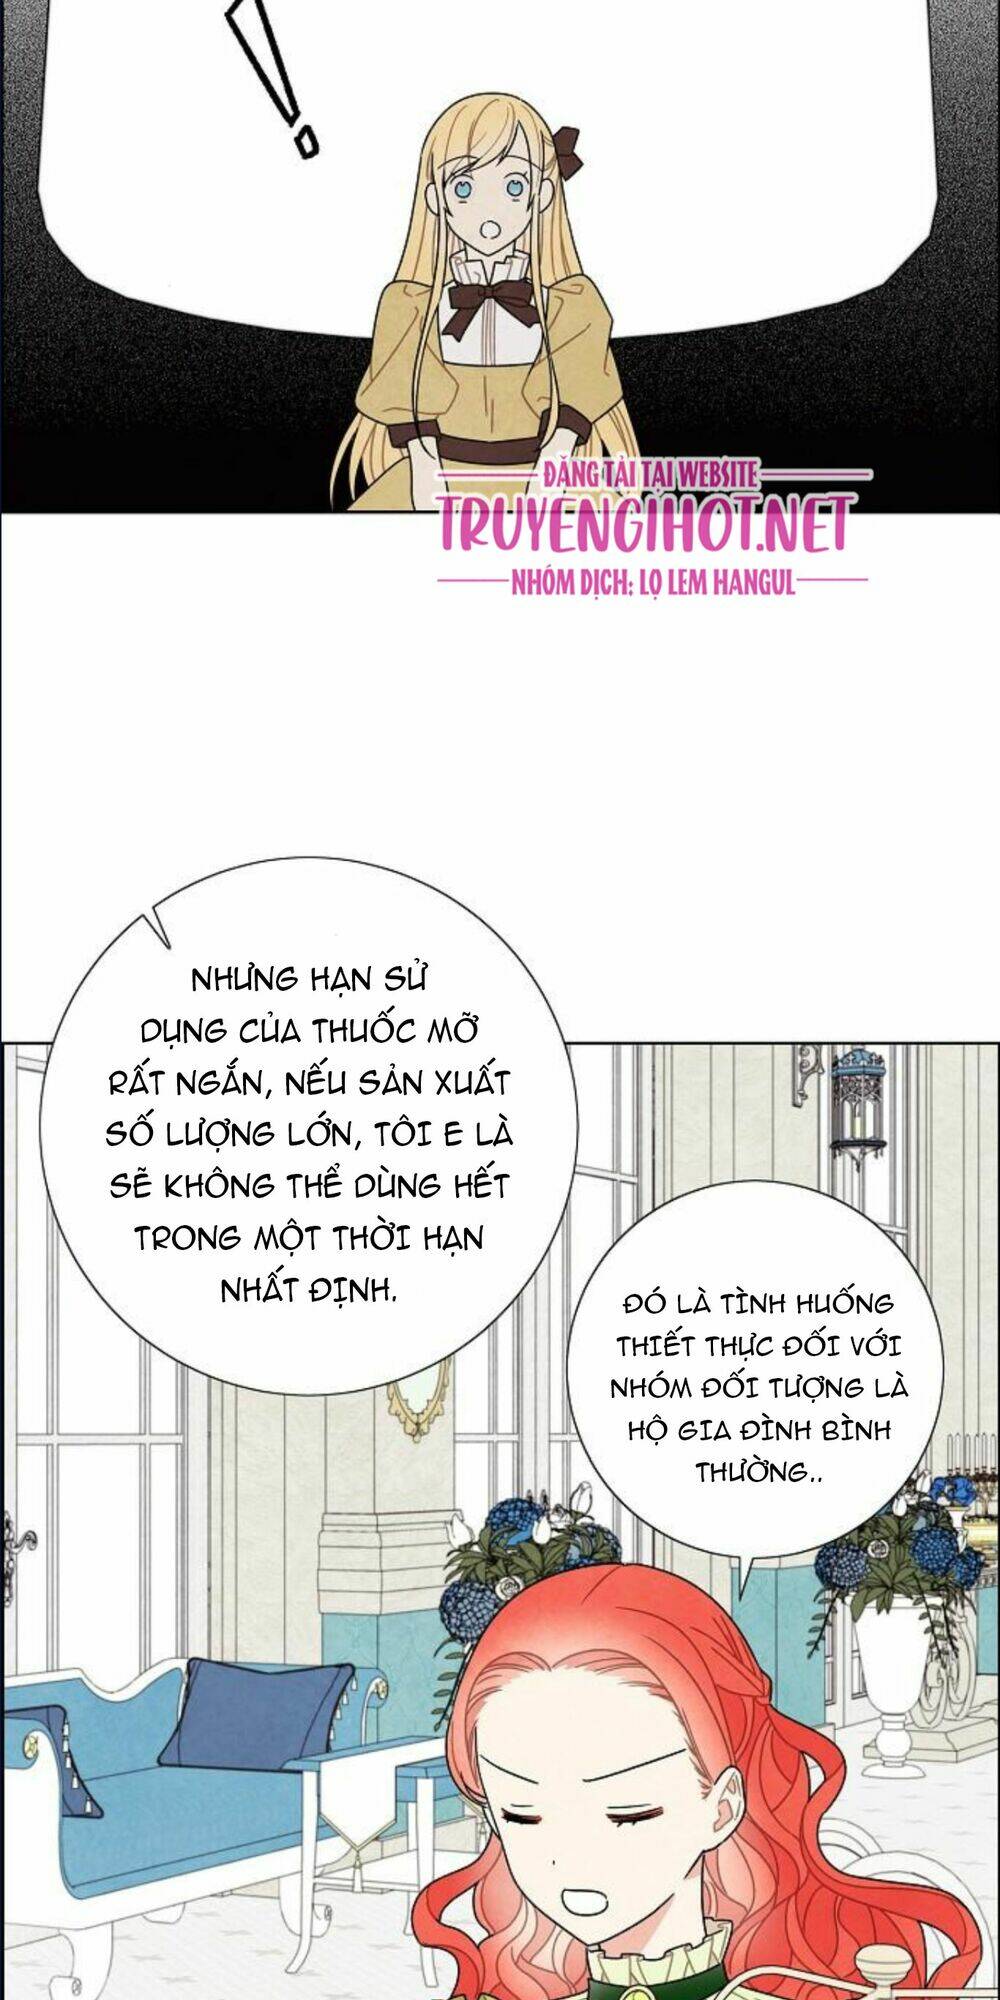 !
ĐĂNG TẢI TẠI WEBSITE
TRUYENGIHOT.NET
NHÓM DỊCH: LỌ LEM HANGUL
NHƯNG HẠN SỬ
DỤNG CỦA THUỐC MỠ
RẤT NGẮN, NẾU SẢN XUẤT
SỐ LƯỢNG LỚN, TÔI E LÀ
SẼ KHÔNG THỂ DÙNG HẾT
TRONG MỘT THỜI HẠN
NHẤT ĐỊNH.
ĐÓ LÀ TÌNH HUỐNG
THIẾT THỰC ĐỐI VỚI
NHÓM ĐỐI TƯỢNG LÀ
HỘ GIA ĐÌNH BÌNH
THƯỜNG..